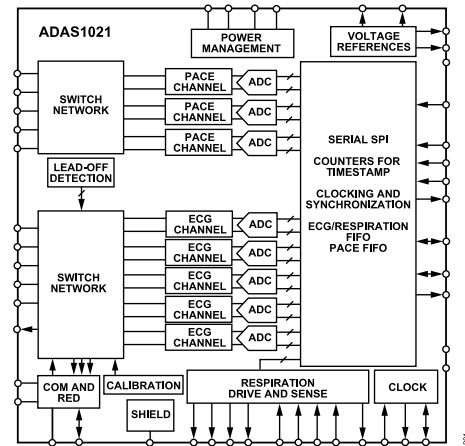 ADAS1021
POWER
MANAGEMENT
VOLTAGE
REFERENCES
SWITCH
NETWORK
PACE
CHANNEL
ADC
PACE
CHANNEL
ADC
PACE
CHANNEL
ADC
SERIAL SPI
COUNTERS FOR
TIMESTAMP
CLOCKING AND
SYNCHRONIZATION
ECG/RESPIRATION
FIFO
PACE FIFO
LEAD-OFF
DETECTION
SWITCH
NETWORK
ECG
CHANNEL
ADC
ECG
CHANNEL
ADC
ECG
CHANNEL
ADC
ECG
CHANNEL
ADC
ECG
CHANNEL
ADC
COM AND
RED
CALIBRATION
SHIELD
RESPIRATION
DRIVE AND SENSE
CLOCK